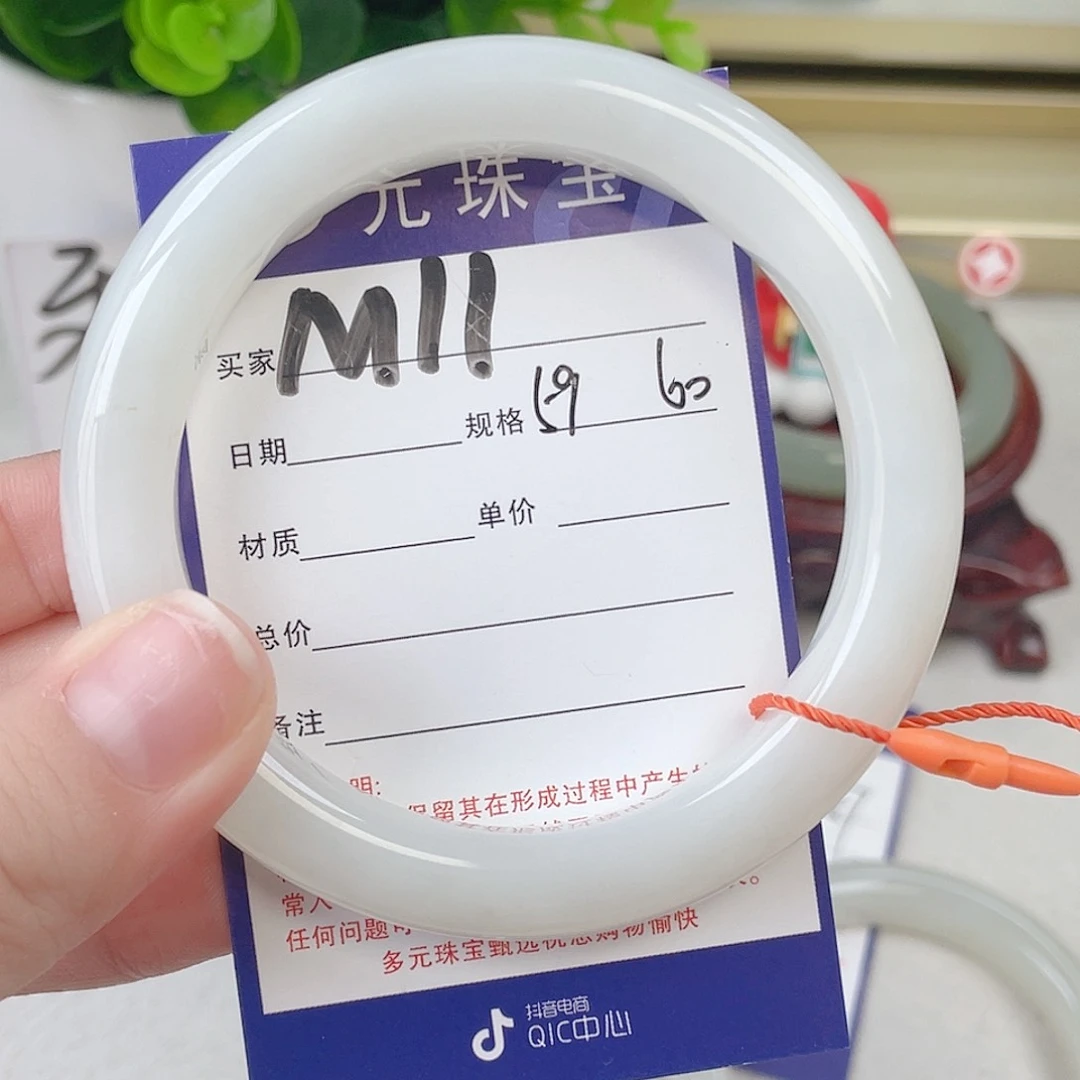 元珠宝
买家 M11
日期 规格 59 60
材质 单价
总价
备注
明:
保留其在形成过程中产生
常人
任何问题
多元珠宝甄选祝您购物愉快
抖音电商
QIC中心